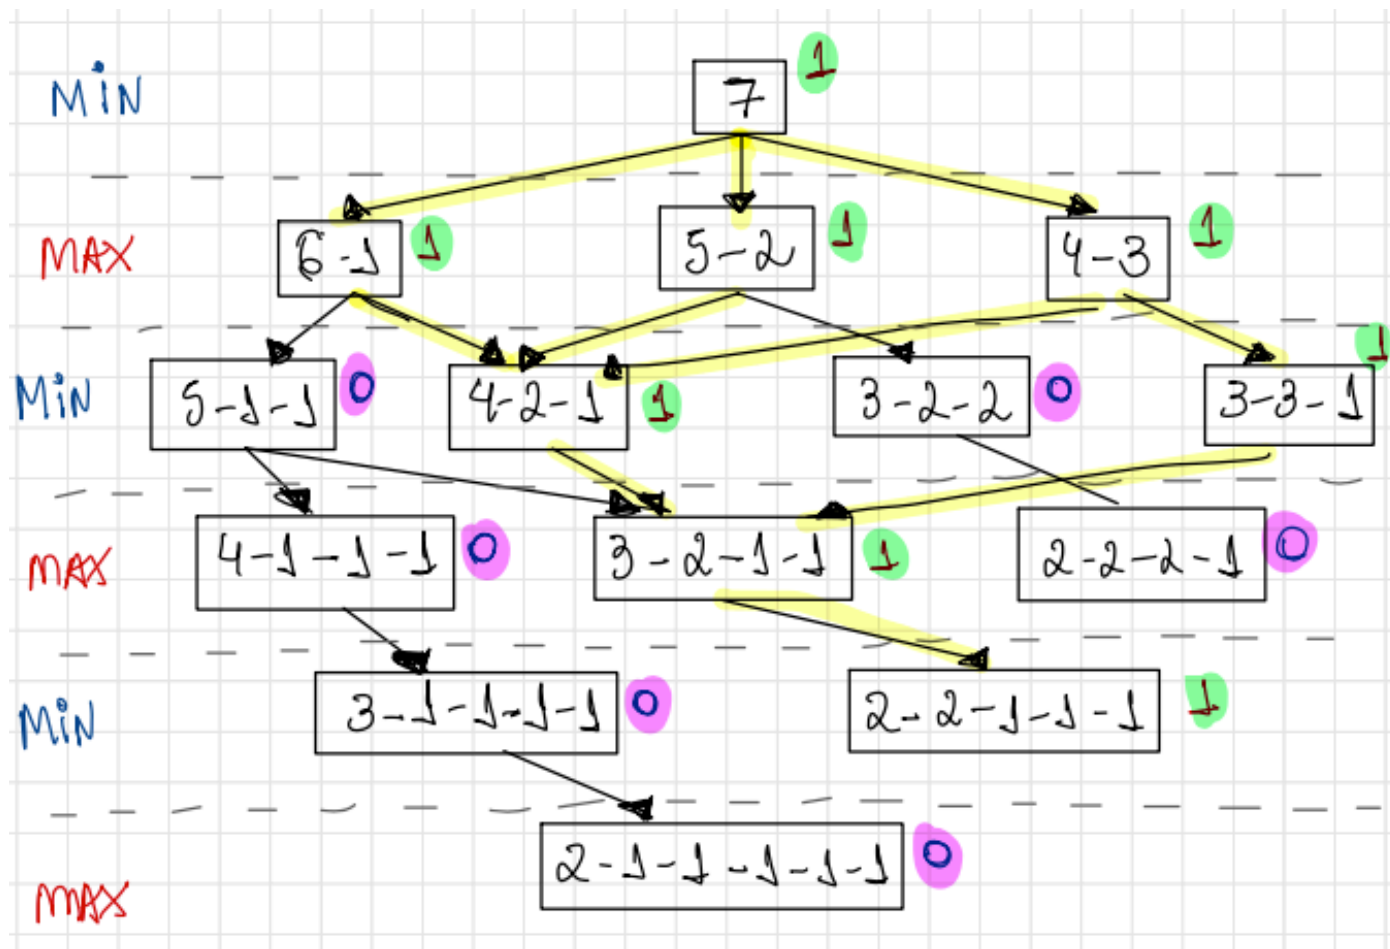 MiN 7 1
MAX 6-1 1 5-2 1 4-3 1
MiN 5-1-1 0 4-2-1 1 3-2-2 0 3-3-1 1
MAX 4-1-1-1 0 3-2-1-1 1 2-2-2-1 0
MiN 3-1-1-1-1 0 2-2-1-1-1 1
MAX 2-1-1-1-1-1 0